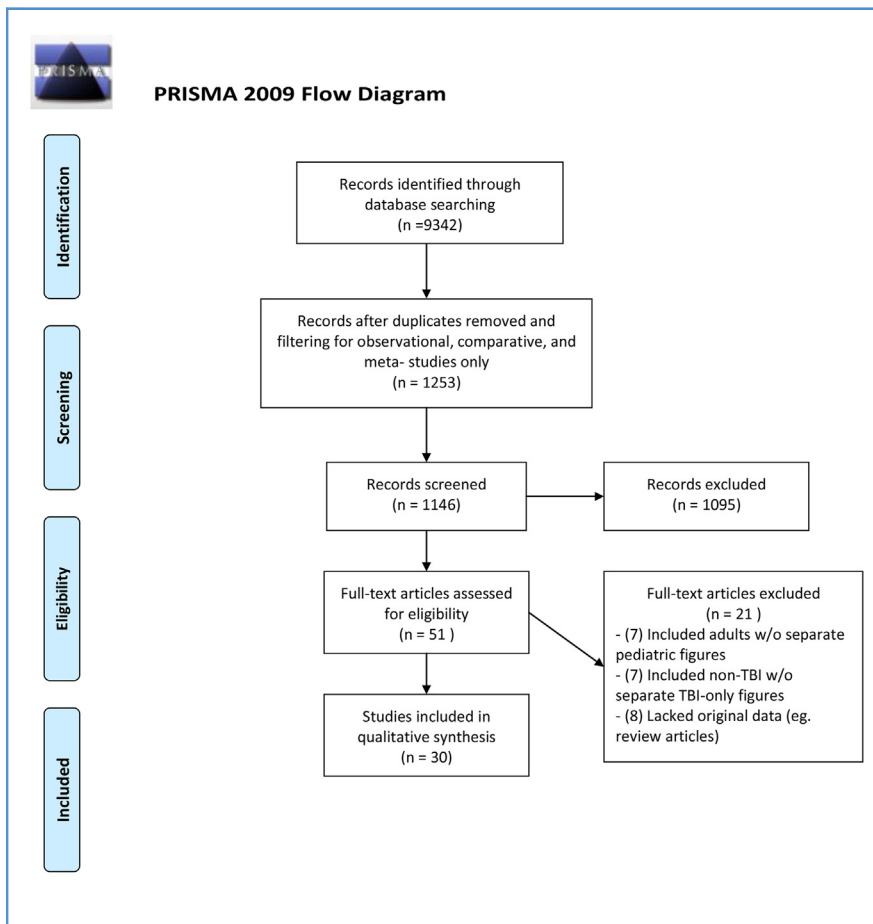 PRISMA
PRISMA 2009 Flow Diagram
Identification
Records identified through
database searching
(n =9342)
Records after duplicates removed and
filtering for observational, comparative, and
meta- studies only
(n = 1253)
Screening
Records screened
(n = 1146)
Records excluded
(n = 1095)
Eligibility
Full-text articles assessed
for eligibility
(n = 51 )
Full-text articles excluded
(n = 21 )
- (7) Included adults w/o separate
pediatric figures
- (7) Included non-TBI w/o
separate TBI-only figures
- (8) Lacked original data (eg.
review articles)
Included
Studies included in
qualitative synthesis
(n = 30)